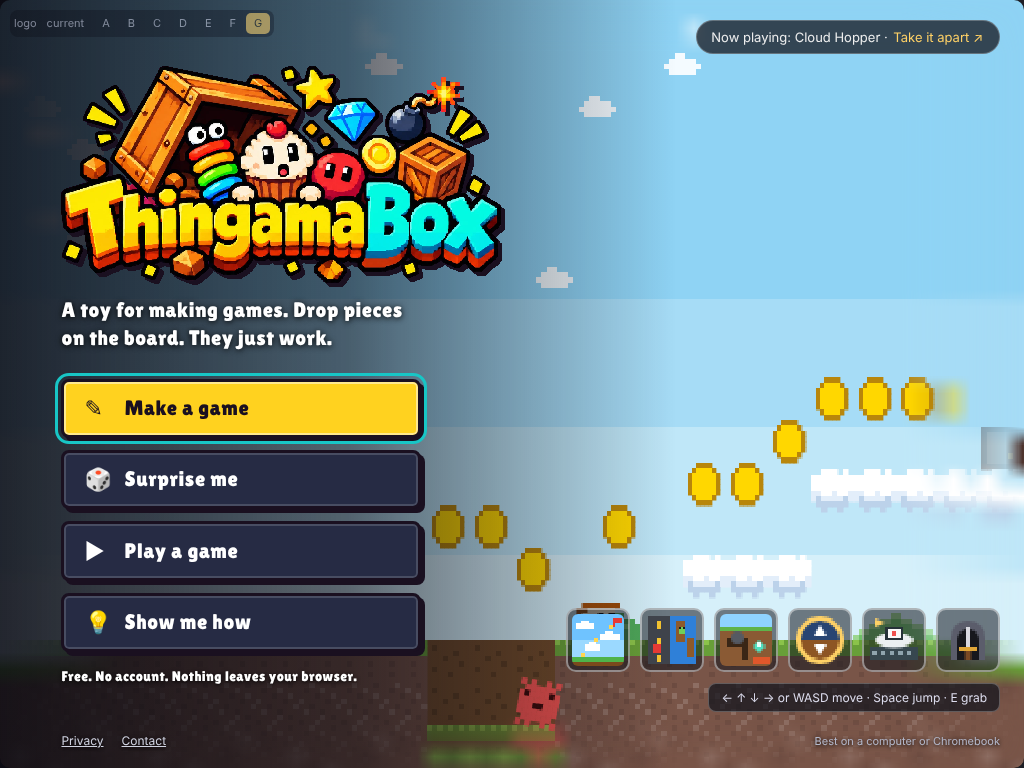 logo current A B C D E F G
Now playing: Cloud Hopper · Take it apart ↗
ThingamaBox
A toy for making games. Drop pieces
on the board. They just work.
Make a game
Surprise me
Play a game
Show me how
Free. No account. Nothing leaves your browser.
← ↑ ↓ → or WASD move · Space jump · E grab
Privacy Contact
Best on a computer or Chromebook